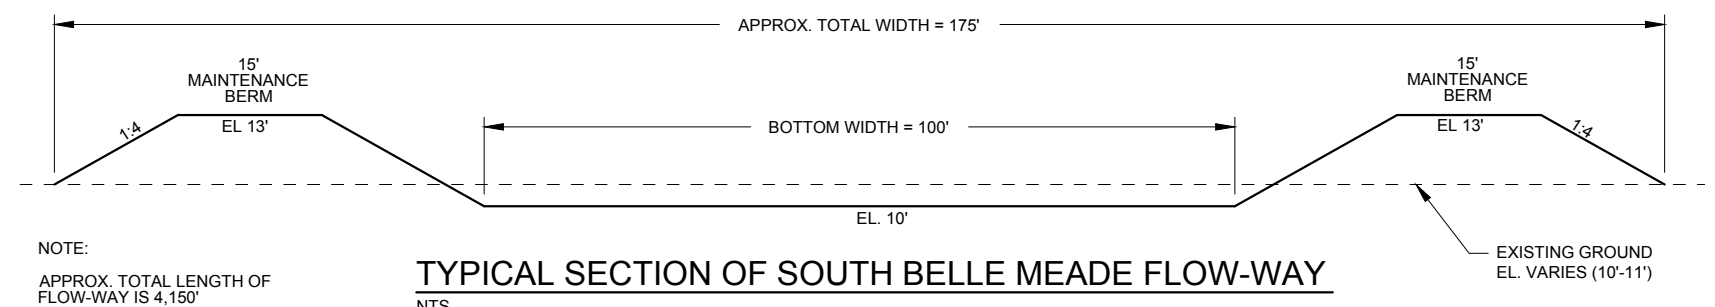 APPROX. TOTAL WIDTH = 175'
15'
MAINTENANCE
BERM
EL 13'
1:4
BOTTOM WIDTH = 100'
15'
MAINTENANCE
BERM
EL 13'
1:4
EL. 10'
NOTE:
APPROX. TOTAL LENGTH OF
FLOW-WAY IS 4,150'
TYPICAL SECTION OF SOUTH BELLE MEADE FLOW-WAY
NTS
EXISTING GROUND
EL. VARIES (10'-11')